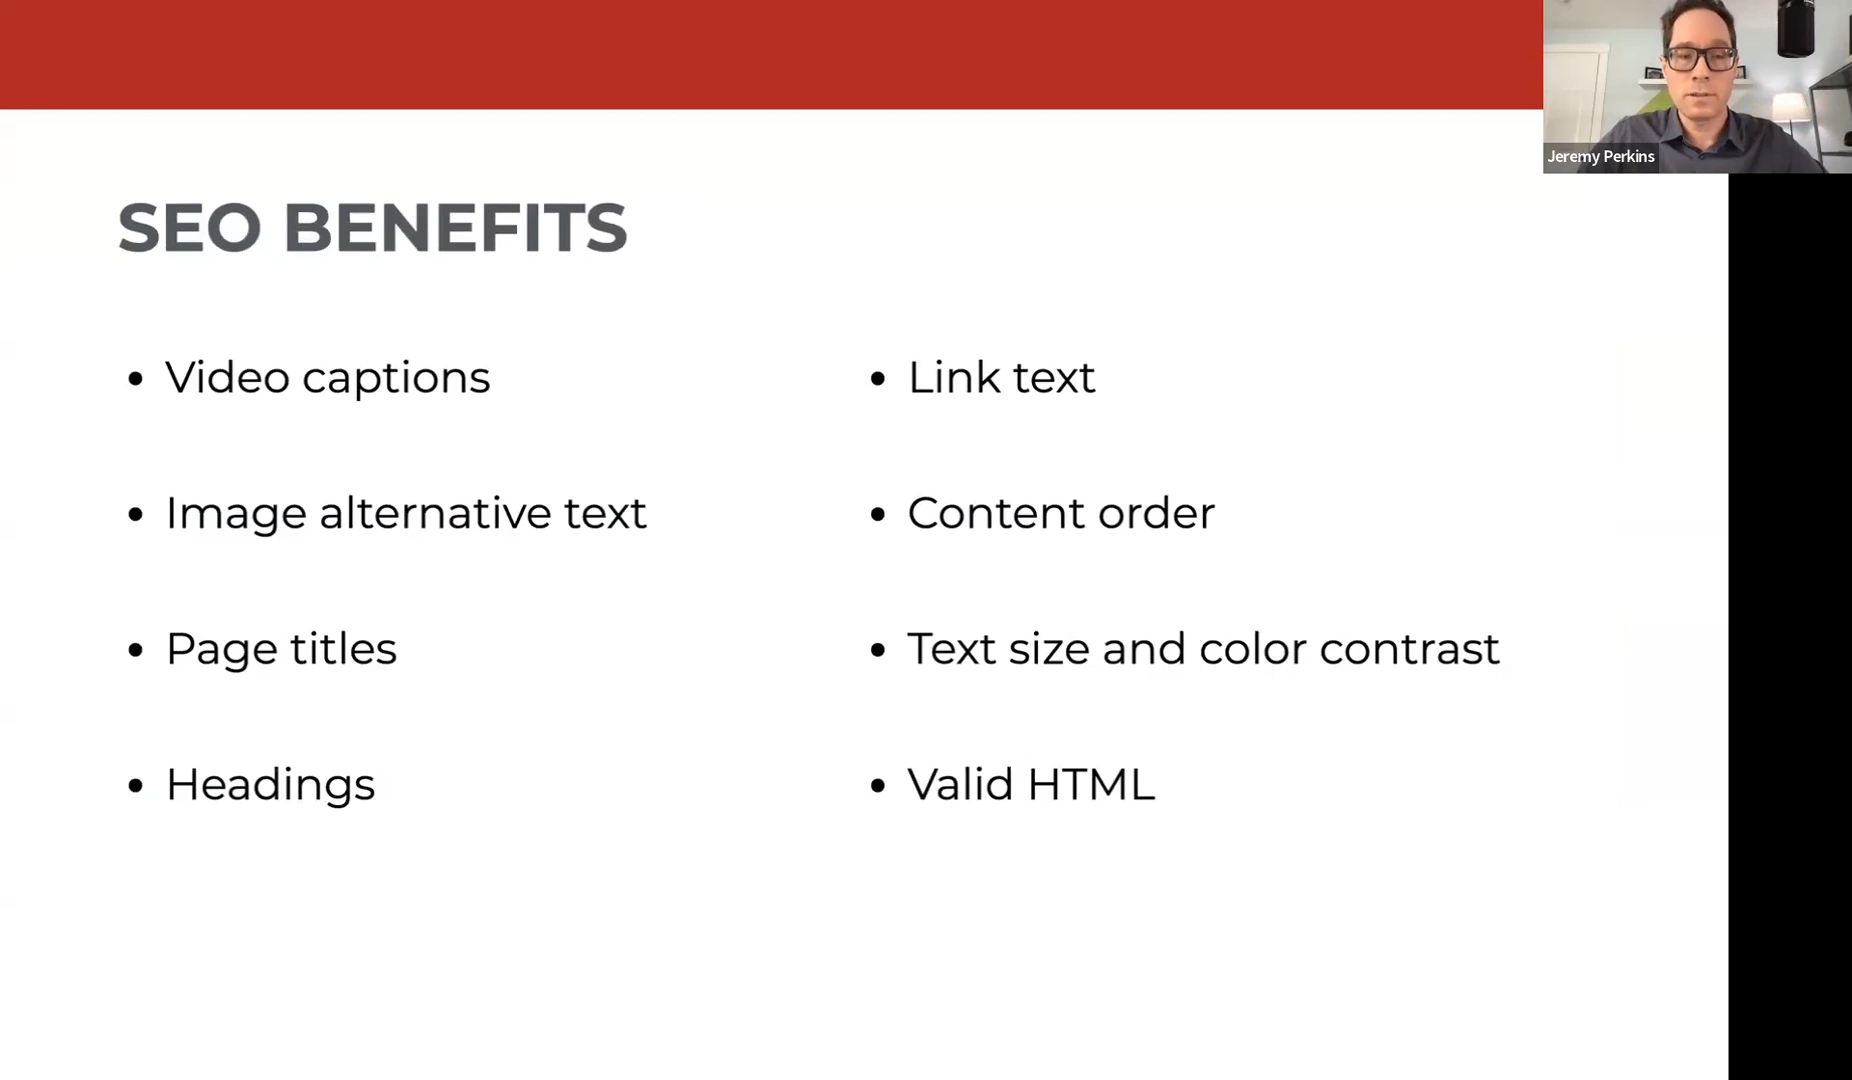 Jeremy Perkins
SEO BENEFITS
• Video captions
• Image alternative text
• Page titles
• Headings
• Link text
• Content order
• Text size and color contrast
• Valid HTML